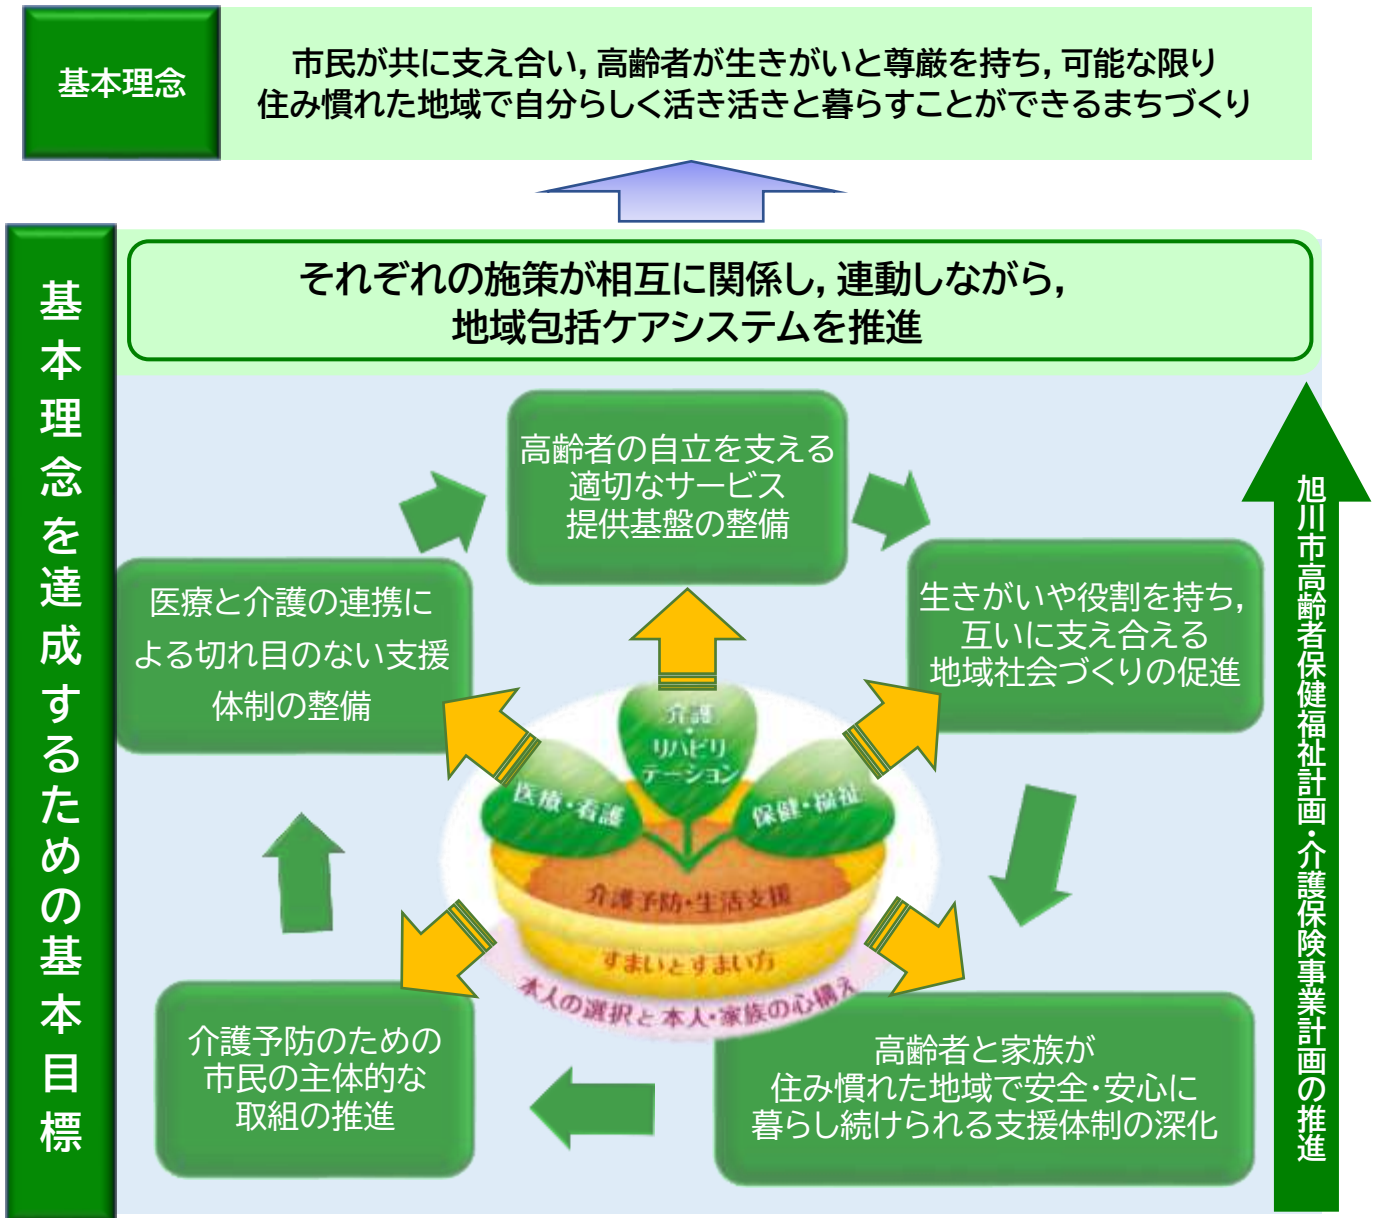 基本理念
市民が共に支え合い,高齢者が生きがいと尊厳を持ち,可能な限り
住み慣れた地域で自分らしく活き活きと暮らすことができるまちづくり
基本理念を達成するための基本目標
それぞれの施策が相互に関係し,連動しながら,
地域包括ケアシステムを推進
高齢者の自立を支える
適切なサービス
提供基盤の整備
医療と介護の連携に
よる切れ目のない支援
体制の整備
生きがいや役割を持ち,
互いに支え合える
地域社会づくりの促進
介護
・
リハビリ
テーション
医療・看護
保健・福祉
介護予防・生活支援
すまいとすまい方
本人の選択と本人・家族の心構え
介護予防のための
市民の主体的な
取組の推進
高齢者と家族が
住み慣れた地域で安全・安心に
暮らし続けられる支援体制の深化
旭川市高齢者保健福祉計画・介護保険事業計画の推進